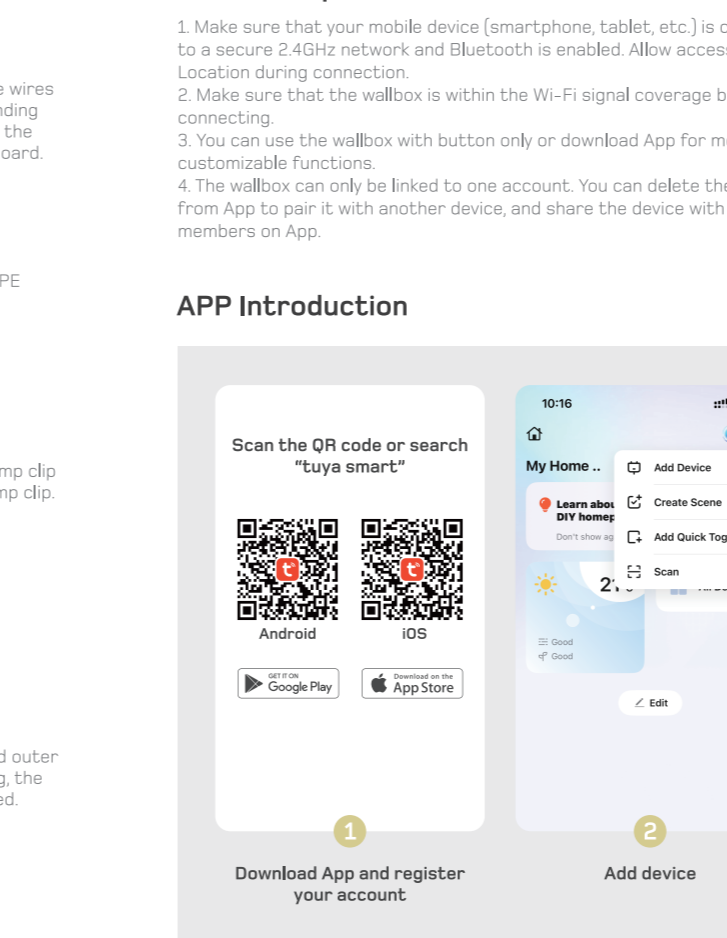 e wires
nding
the
oard.
PE
mp clip
mp clip.
d outer
g, the
ed.
1. Make sure that your mobile device (smartphone, tablet, etc.) is c
to a secure 2.4GHz network and Bluetooth is enabled. Allow access
Location during connection.
2. Make sure that the wallbox is within the Wi-Fi signal coverage b
connecting.
3. You can use the wallbox with button only or download App for mo
customizable functions.
4. The wallbox can only be linked to one account. You can delete the
from App to pair it with another device, and share the device with
members on App.
APP Introduction
Scan the QR code or search
"tuya smart"
Android
iOS
GET IT ON
Google Play
Download on the
App Store
1
Download App and register
your account
10:16
My Home ..
Add Device
Create Scene
Add Quick Tog
Scan
Learn abou
DIY homep
Don't show ag
21
Good
Good
Edit
2
Add device